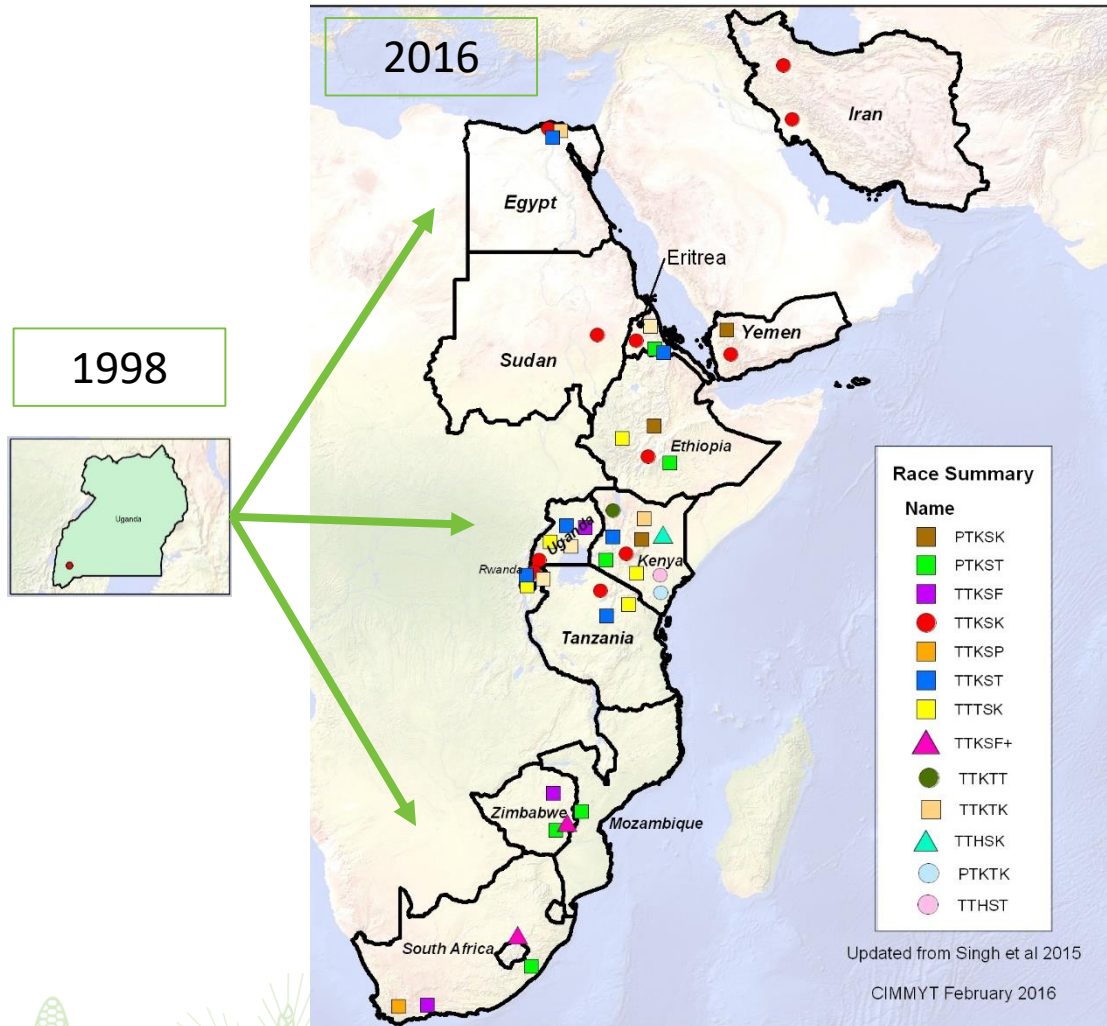 2016
1998
Uganda
Iran
Egypt
Eritrea
Sudan
Yemen
Ethiopia
Uganda
Kenya
Rwanda
Tanzania
Zimbabwe
Mozambique
South Africa
Race Summary
Name
PTKSK
PTKST
TTKSF
TTKSK
TTKSP
TTKST
TTTSK
TTKSF+
TTKTT
TTKTK
TTHSK
PTKTK
TTHST
Updated from Singh et al 2015
CIMMYT February 2016